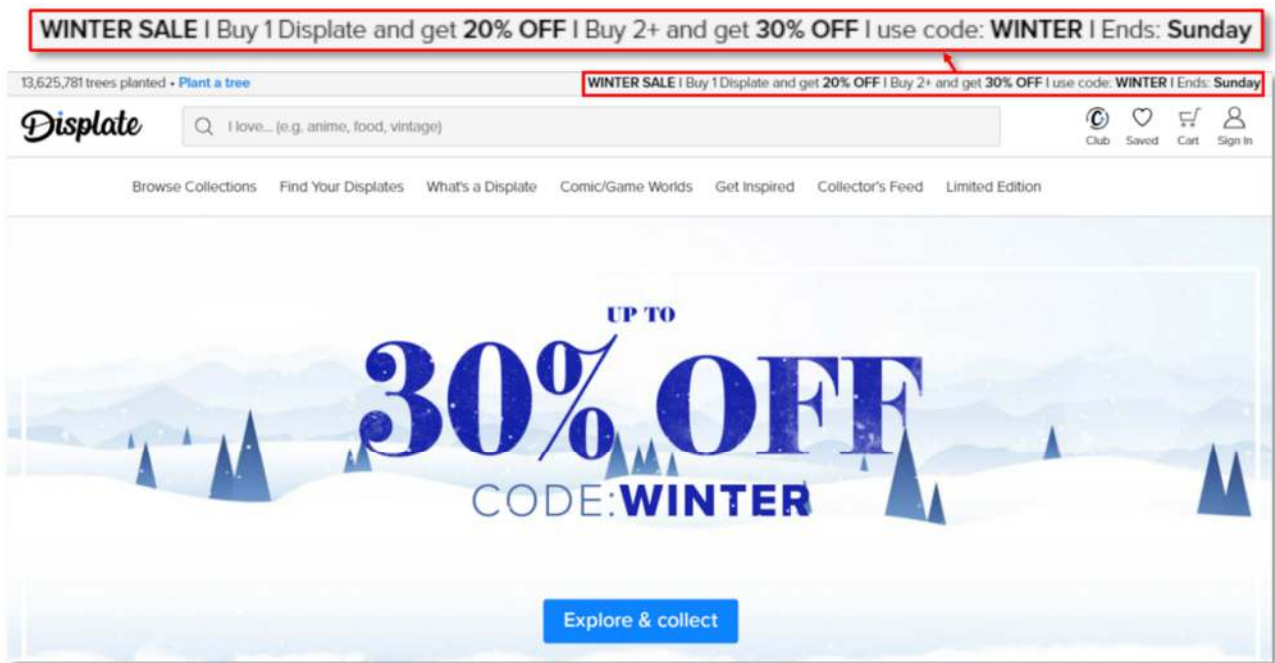 WINTER SALE | Buy 1 Displate and get 20% OFF | Buy 2+ and get 30% OFF | use code: WINTER | Ends: Sunday
13,625,781 trees planted • Plant a tree
WINTER SALE | Buy 1 Displate and get 20% OFF | Buy 2+ and get 30% OFF | use code: WINTER | Ends: Sunday
Displate
I love... (e.g. anime, food, vintage)
Club Saved Cart Sign In
Browse Collections Find Your Displates What's a Displate Comic/Game Worlds Get Inspired Collector's Feed Limited Edition
UP TO
30% OFF
CODE:WINTER
Explore & collect